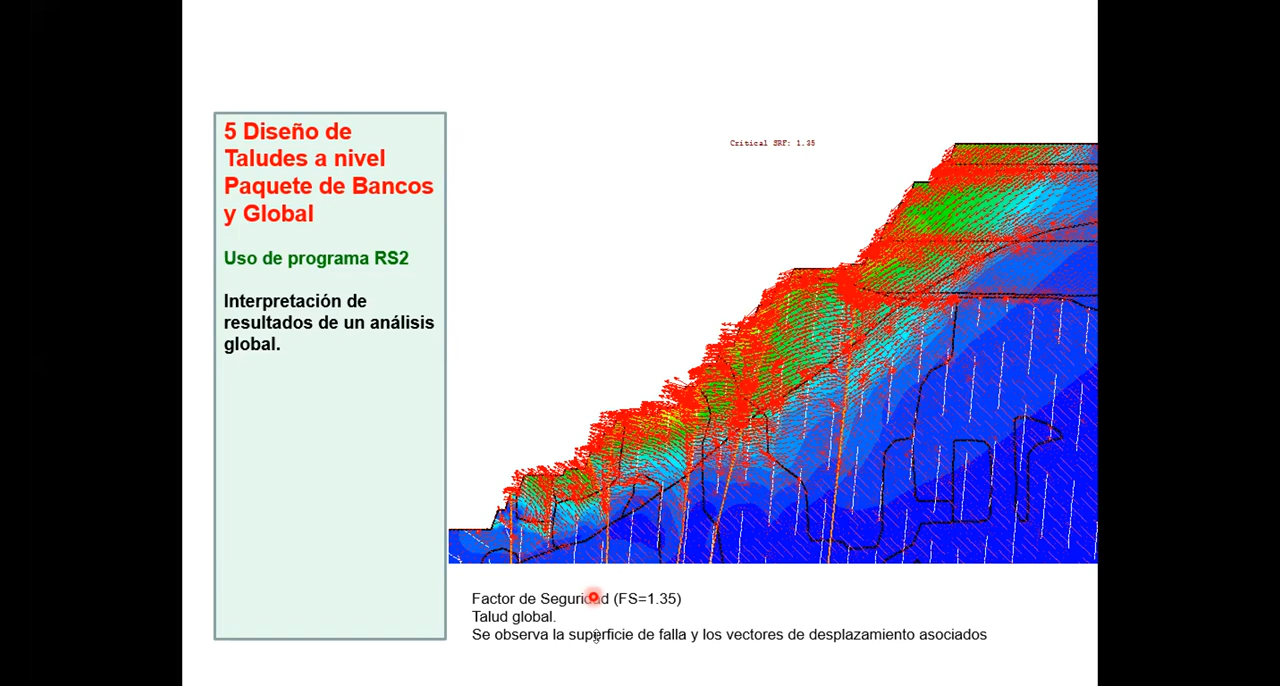 5 Diseño de
Taludes a nivel
Paquete de Bancos
y Global
Uso de programa RS2
Interpretación de
resultados de un análisis
global.
Critical SRF: 1.35
Factor de Seguridad (FS=1.35)
Talud global.
Se observa la superficie de falla y los vectores de desplazamiento asociados